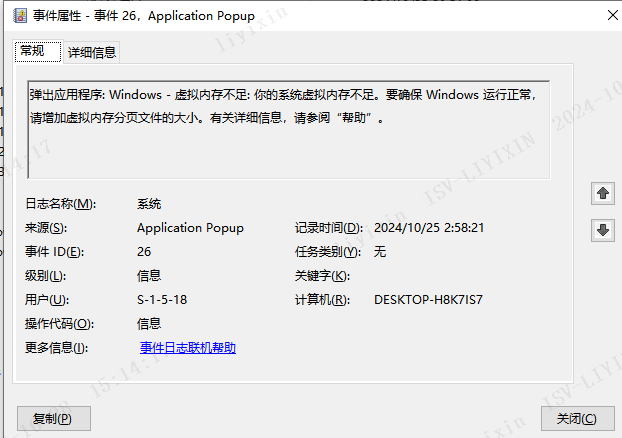 事件属性 - 事件 26，Application Popup
常规 详细信息
弹出应用程序: Windows - 虚拟内存不足: 你的系统虚拟内存不足。要确保 Windows 运行正常，
请增加虚拟内存分页文件的大小。有关详细信息，请参阅“帮助”。
日志名称(M): 系统
来源(S): Application Popup 记录时间(D): 2024/10/25 2:58:21
事件 ID(E): 26 任务类别(Y): 无
级别(L): 信息 关键字(K):
用户(U): S-1-5-18 计算机(R): DESKTOP-H8K7IS7
操作代码(O): 信息
更多信息(I): 事件日志联机帮助
复制(P) 关闭(C)
liyixin
ISV-LIYIXIN